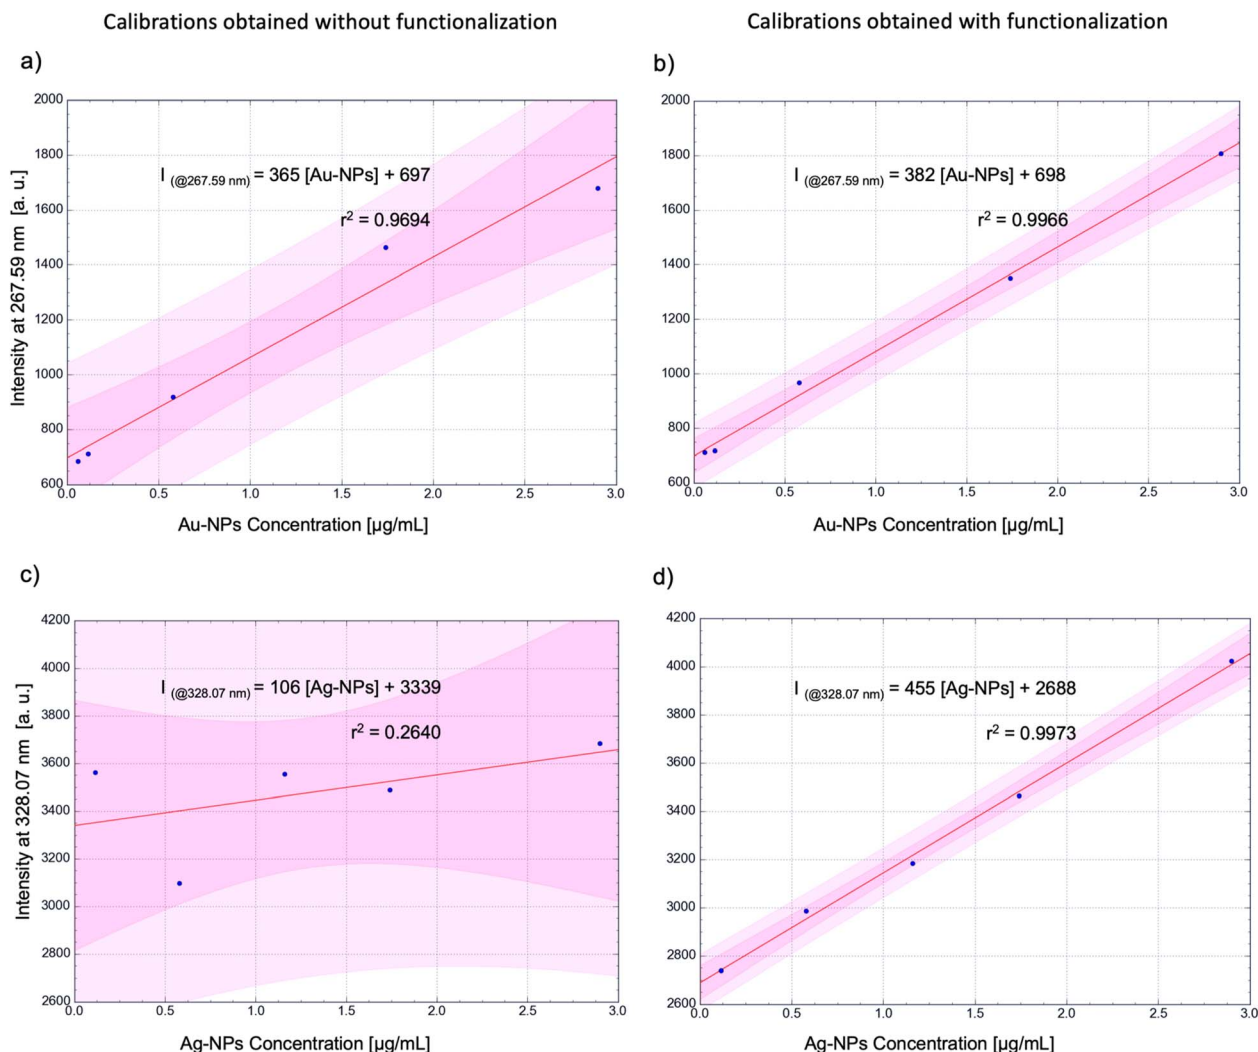 Calibrations obtained without functionalization
Calibrations obtained with functionalization
a)
2000
1800
1600
1400
1200
1000
800
600
0.0 0.5 1.0 1.5 2.0 2.5 3.0
I (@267.59 nm) = 365 [Au-NPs] + 697
r² = 0.9694
Intensity at 267.59 nm [a. u.]
Au-NPs Concentration [µg/mL]
b)
2000
1800
1600
1400
1200
1000
800
600
0.0 0.5 1.0 1.5 2.0 2.5 3.0
I (@267.59 nm) = 382 [Au-NPs] + 698
r² = 0.9966
Au-NPs Concentration [µg/mL]
c)
4200
4000
3800
3600
3400
3200
3000
2800
2600
0.0 0.5 1.0 1.5 2.0 2.5 3.0
I (@328.07 nm) = 106 [Ag-NPs] + 3339
r² = 0.2640
Intensity at 328.07 nm [a. u.]
Ag-NPs Concentration [µg/mL]
d)
4200
4000
3800
3600
3400
3200
3000
2800
2600
0.0 0.5 1.0 1.5 2.0 2.5 3.0
I (@328.07 nm) = 455 [Ag-NPs] + 2688
r² = 0.9973
Ag-NPs Concentration [µg/mL]